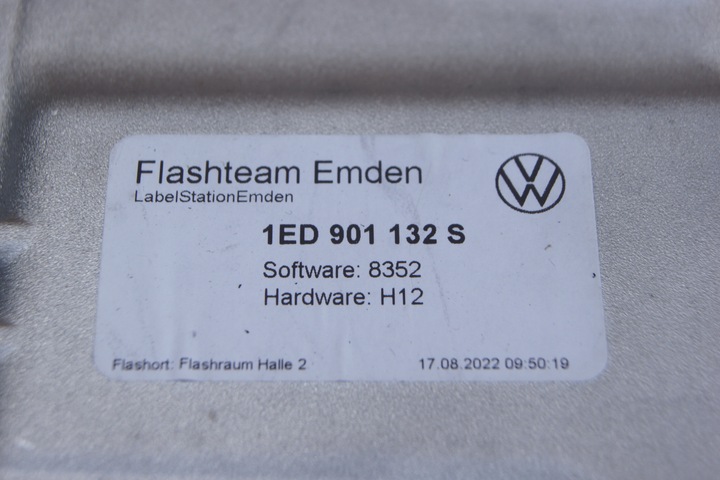 Flashteam Emden
LabelStationEmden
1ED 901 132 S
Software: 8352
Hardware: H12
Flashort: Flashraum Halle 2
17.08.2022 09:50:19